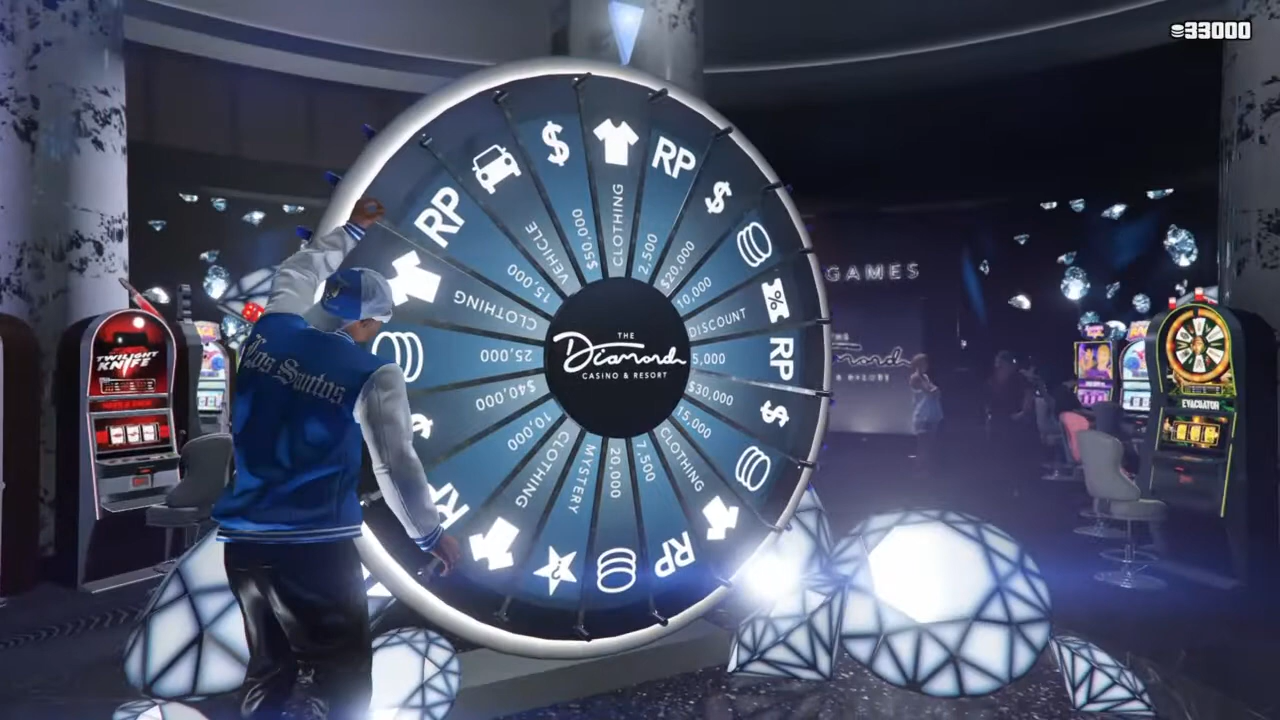 33000
$
RP
RP
$
VEHICLE
$50,000
CLOTHING
2,500
$20,000
15,000
10,000
CLOTHING
DISCOUNT
%
25,000
5,000
RP
$40,000
$30,000
$
10,000
15,000
CLOTHING
CLOTHING
MYSTERY
20,000
7,500
RP
?
THE
Diamond
CASINO & RESORT
GAMES
TWILIGHT
KNIFE
Los Santos
EVACUATOR